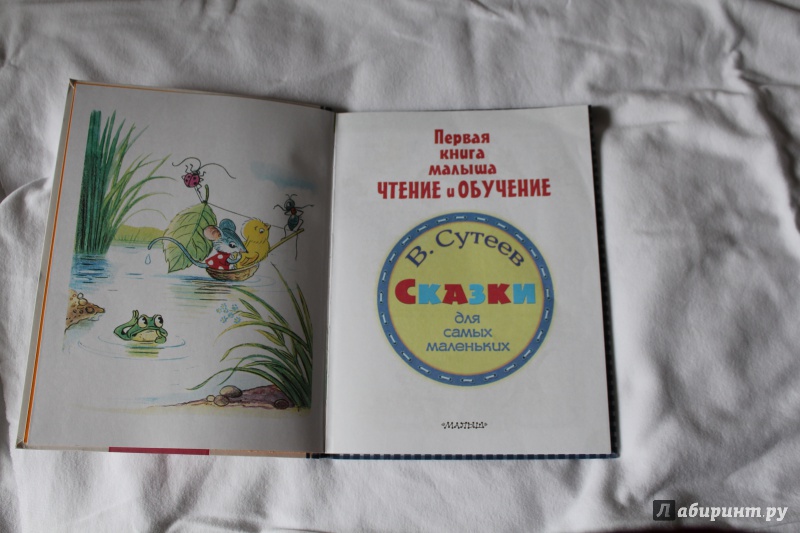 Первая
книга
малыша
ЧТЕНИЕ и ОБУЧЕНИЕ
В. Сутеев
Сказки
для
самых
маленьких
«МАЛЫШ»
Лабиринт.ру